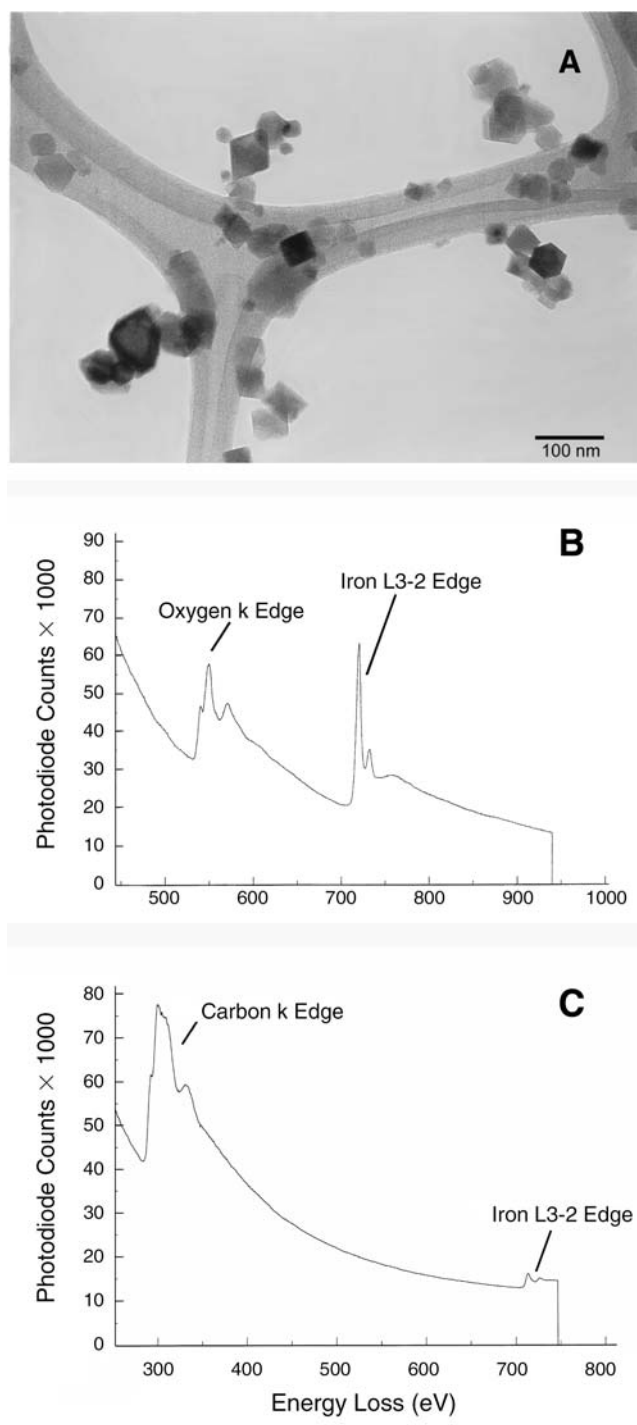 A
100 nm
B
Photodiode Counts × 1000
90
80
70
60
50
40
30
20
10
0
Oxygen k Edge
Iron L3-2 Edge
500 600 700 800 900 1000
C
Photodiode Counts × 1000
80
70
60
50
40
30
20
10
0
Carbon k Edge
Iron L3-2 Edge
300 400 500 600 700 800
Energy Loss (eV)